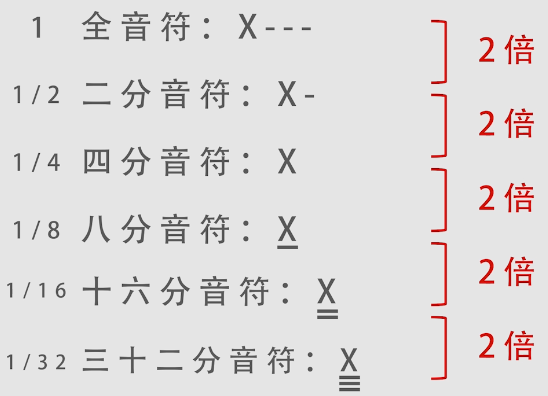 1 全音符：X---
2倍
1/2 二分音符：X-
2倍
1/4 四分音符：X
2倍
1/8 八分音符：X
2倍
1/16 十六分音符：X
2倍
1/32 三十二分音符：X